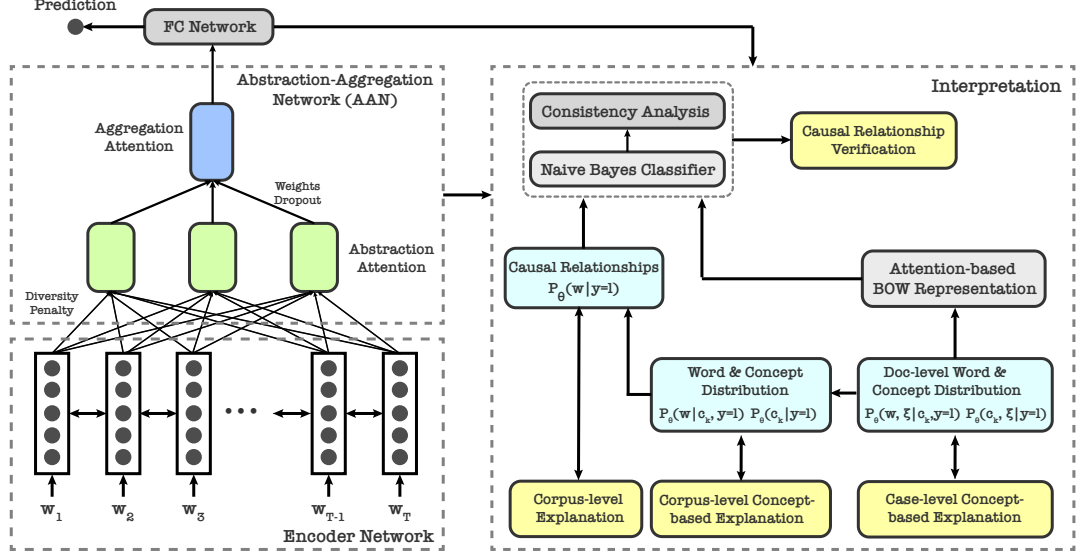 Prediction
FC Network
Abstraction-Aggregation
Network (AAN)
Aggregation
Attention
Weights
Dropout
Abstraction
Attention
Diversity
Penalty
w1 w2 w3 ... wT-1 wT
Encoder Network
Interpretation
Consistency Analysis
Naive Bayes Classifier
Causal Relationship
Verification
Causal Relationships
Pθ(w|y=l)
Attention-based
BOW Representation
Word & Concept
Distribution
Pθ(w|ck, y=l) Pθ(ck|y=l)
Doc-level Word &
Concept Distribution
Pθ(w, ξ|ck,y=l) Pθ(ck, ξ|y=l)
Corpus-level
Explanation
Corpus-level Concept-
based Explanation
Case-level Concept-
based Explanation